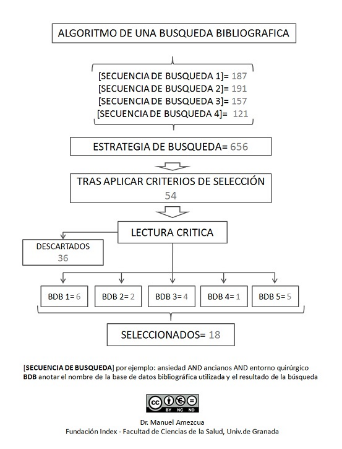 ALGORITMO DE UNA BUSQUEDA BIBLIOGRAFICA
[SECUENCIA DE BUSQUEDA 1]= 187
[SECUENCIA DE BUSQUEDA 2]= 191
[SECUENCIA DE BUSQUEDA 3]= 157
[SECUENCIA DE BUSQUEDA 4]= 121
ESTRATEGIA DE BUSQUEDA= 656
TRAS APLICAR CRITERIOS DE SELECCIÓN
54
LECTURA CRITICA
DESCARTADOS
36
BDB 1= 6
BDB 2= 2
BDB 3= 4
BDB 4= 1
BDB 5= 5
SELECCIONADOS= 18
[SECUENCIA DE BUSQUEDA] por ejemplo: ansiedad AND ancianos AND entorno quirúrgico
BDB anotar el nombre de la base de datos bibliográfica utilizada y el resultado de la búsqueda
cc
BY NC ND
Dr. Manuel Amezcua
Fundación Index - Facultad de Ciencias de la Salud, Univ.de Granada